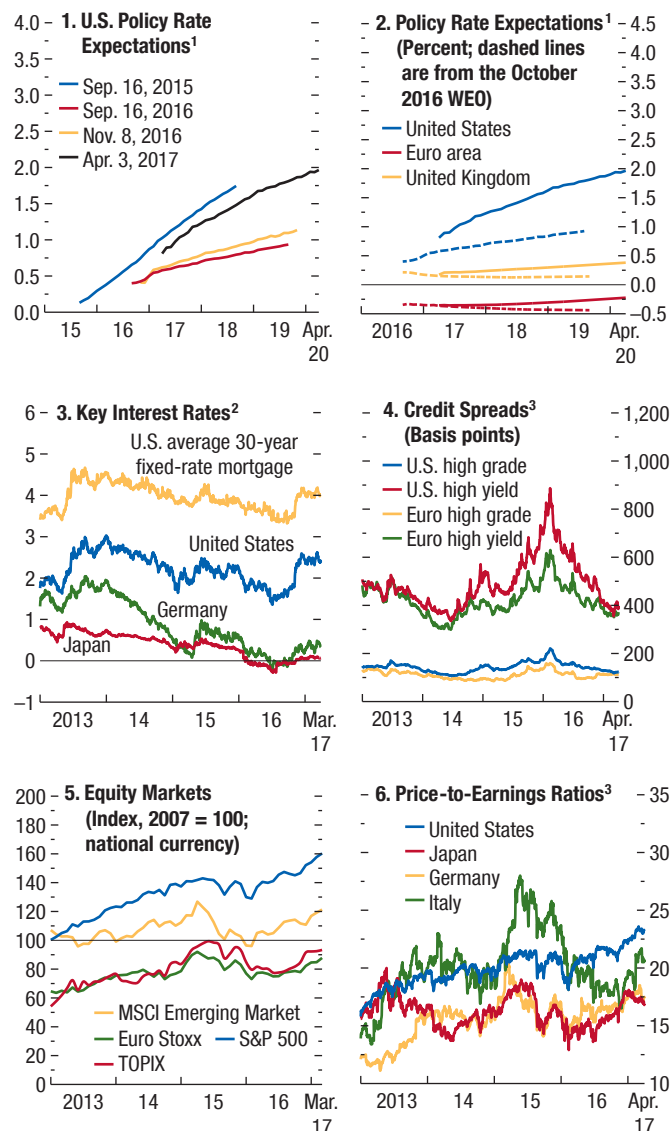 1. U.S. Policy Rate
Expectations1
Sep. 16, 2015
Sep. 16, 2016
Nov. 8, 2016
Apr. 3, 2017
4.0
3.5
3.0
2.5
2.0
1.5
1.0
0.5
0.0
15 16 17 18 19 Apr.
20
2. Policy Rate Expectations1
(Percent; dashed lines
are from the October
2016 WEO)
United States
Euro area
United Kingdom
4.5
4.0
3.5
3.0
2.5
2.0
1.5
1.0
0.5
0.0
–0.5
2016 17 18 19 Apr.
20
3. Key Interest Rates2
U.S. average 30-year
fixed-rate mortgage
United States
Germany
Japan
6
5
4
3
2
1
0
–1
2013 14 15 16 Mar.
17
4. Credit Spreads3
(Basis points)
U.S. high grade
U.S. high yield
Euro high grade
Euro high yield
1,200
1,000
800
600
400
200
0
2013 14 15 16 Apr.
17
5. Equity Markets
(Index, 2007 = 100;
national currency)
MSCI Emerging Market
Euro Stoxx S&P 500
TOPIX
200
180
160
140
120
100
80
60
40
20
0
2013 14 15 16 Mar.
17
6. Price-to-Earnings Ratios3
United States
Japan
Germany
Italy
35
30
25
20
15
10
2013 14 15 16 Apr.
17